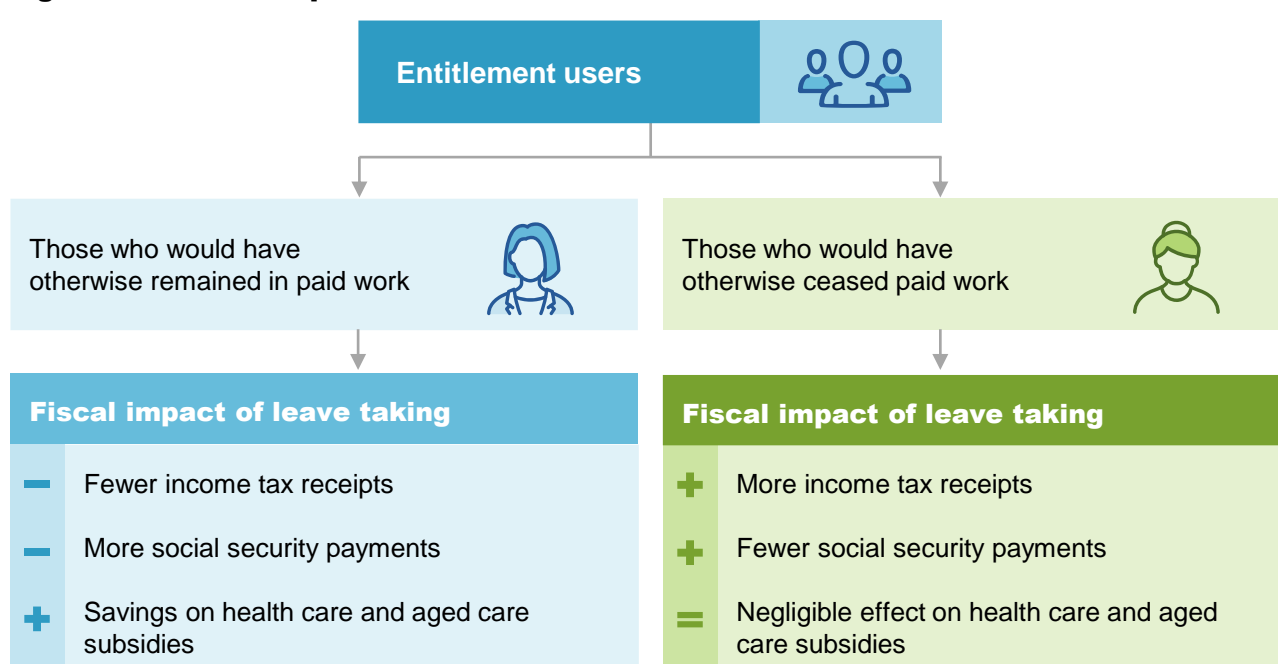 Entitlement users
Those who would have
otherwise remained in paid work
Those who would have
otherwise ceased paid work
Fiscal impact of leave taking
Fewer income tax receipts
More social security payments
Savings on health care and aged care
subsidies
Fiscal impact of leave taking
More income tax receipts
Fewer social security payments
Negligible effect on health care and aged
care subsidies